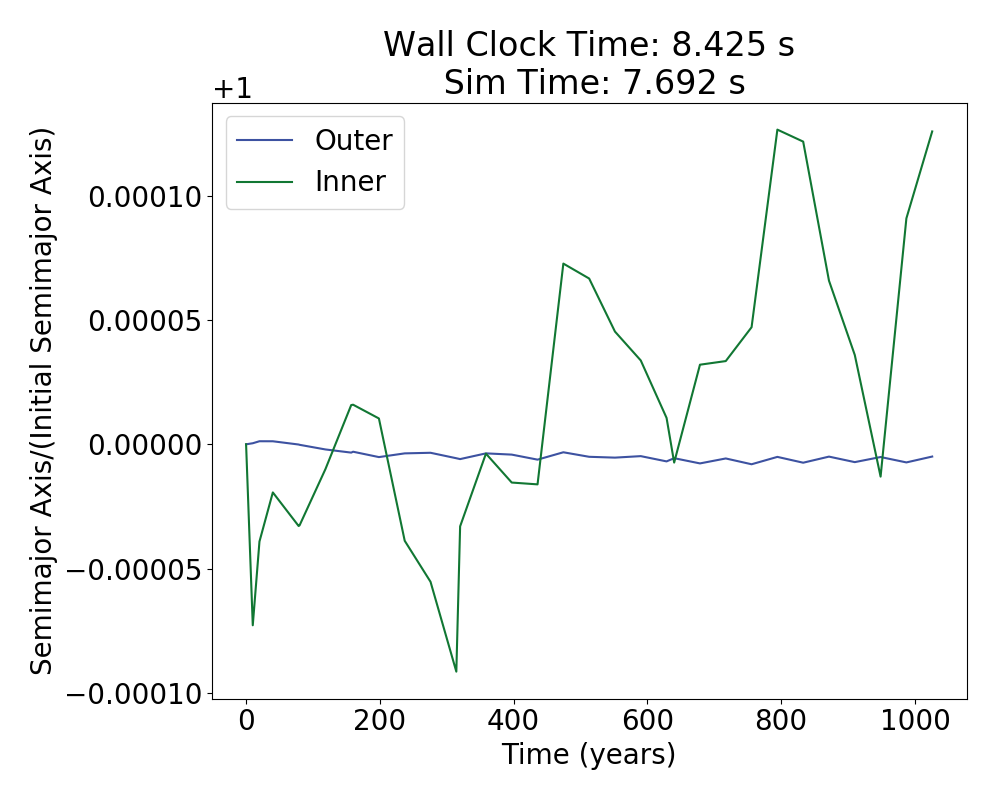 Wall Clock Time: 8.425 s
Sim Time: 7.692 s
+1
Outer
Inner
0.00010
0.00005
0.00000
−0.00005
−0.00010
Semimajor Axis/(Initial Semimajor Axis)
0 200 400 600 800 1000
Time (years)